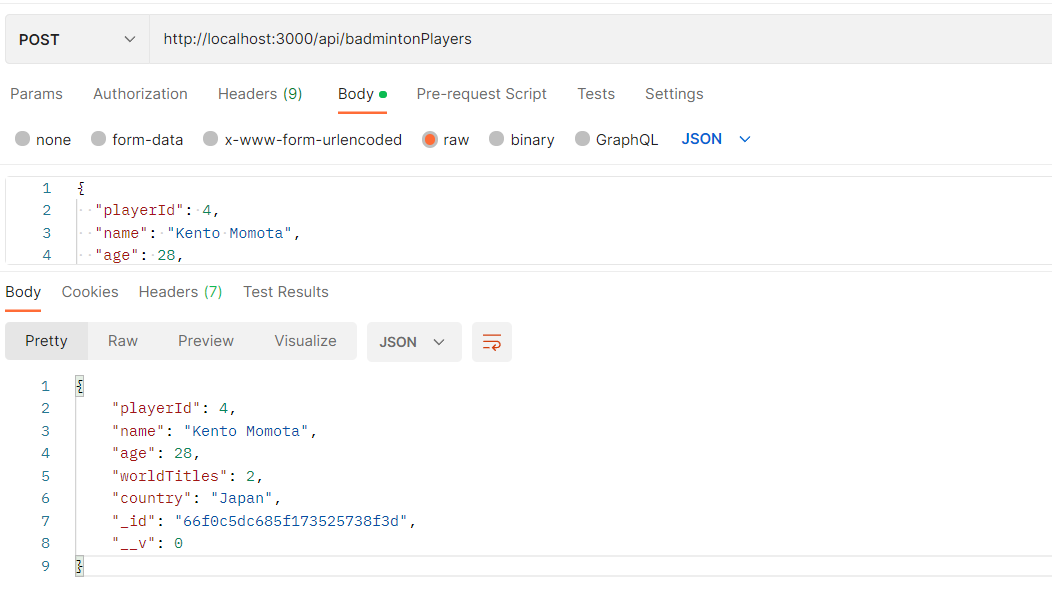 POST http://localhost:3000/api/badmintonPlayers
Params Authorization Headers (9) Body Pre-request Script Tests Settings
none form-data x-www-form-urlencoded raw binary GraphQL JSON
1 {
2 "playerId": 4,
3 "name": "Kento Momota",
4 "age": 28,
Body Cookies Headers (7) Test Results
Pretty Raw Preview Visualize JSON
1 {
2 "playerId": 4,
3 "name": "Kento Momota",
4 "age": 28,
5 "worldTitles": 2,
6 "country": "Japan",
7 "_id": "66f0c5dc685f173525738f3d",
8 "__v": 0
9 }